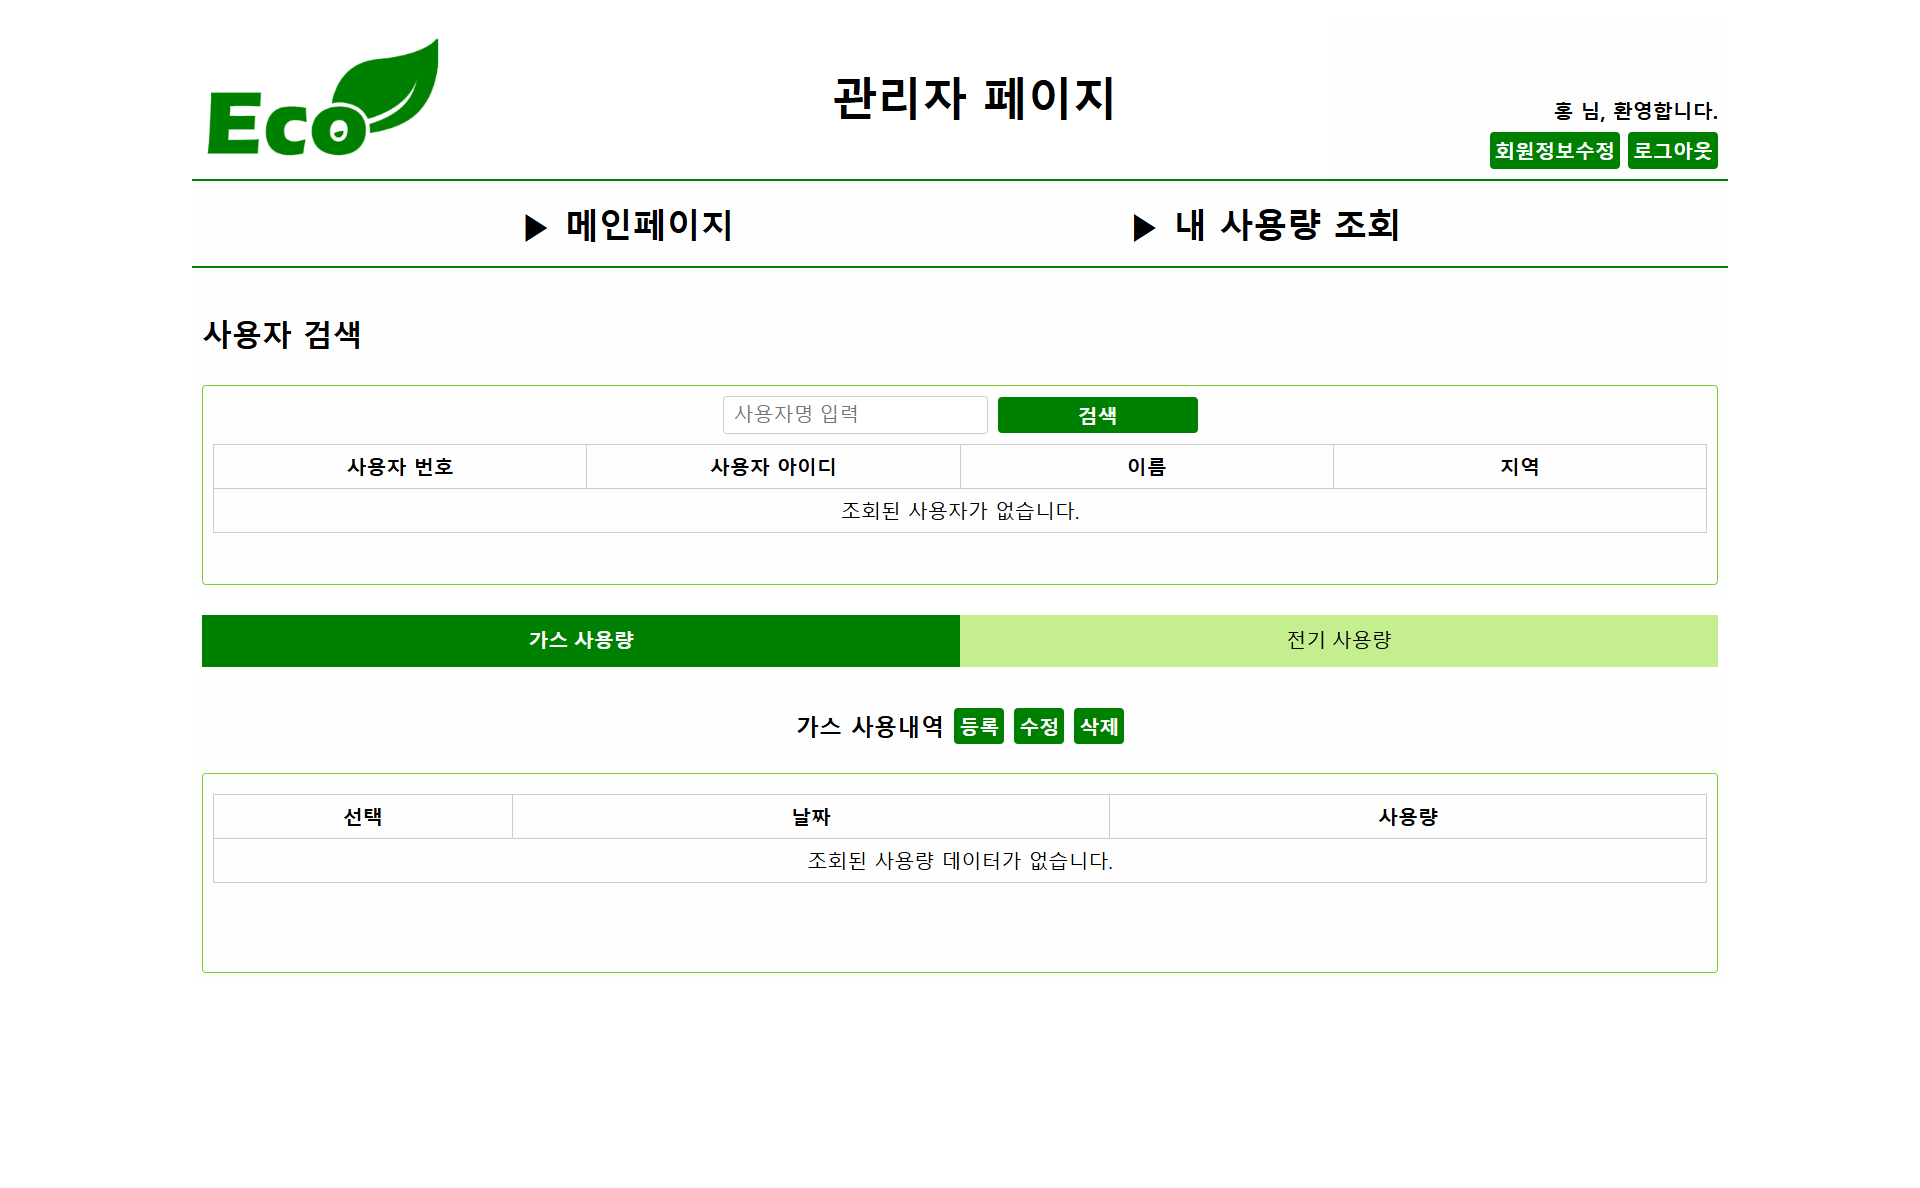 Eco
관리자 페이지
홍 님, 환영합니다.
회원정보수정 로그아웃
▶ 메인페이지 ▶ 내 사용량 조회
사용자 검색
사용자명 입력 검색
사용자 번호 사용자 아이디 이름 지역
조회된 사용자가 없습니다.
가스 사용량 전기 사용량
가스 사용내역 등록 수정 삭제
선택 날짜 사용량
조회된 사용량 데이터가 없습니다.